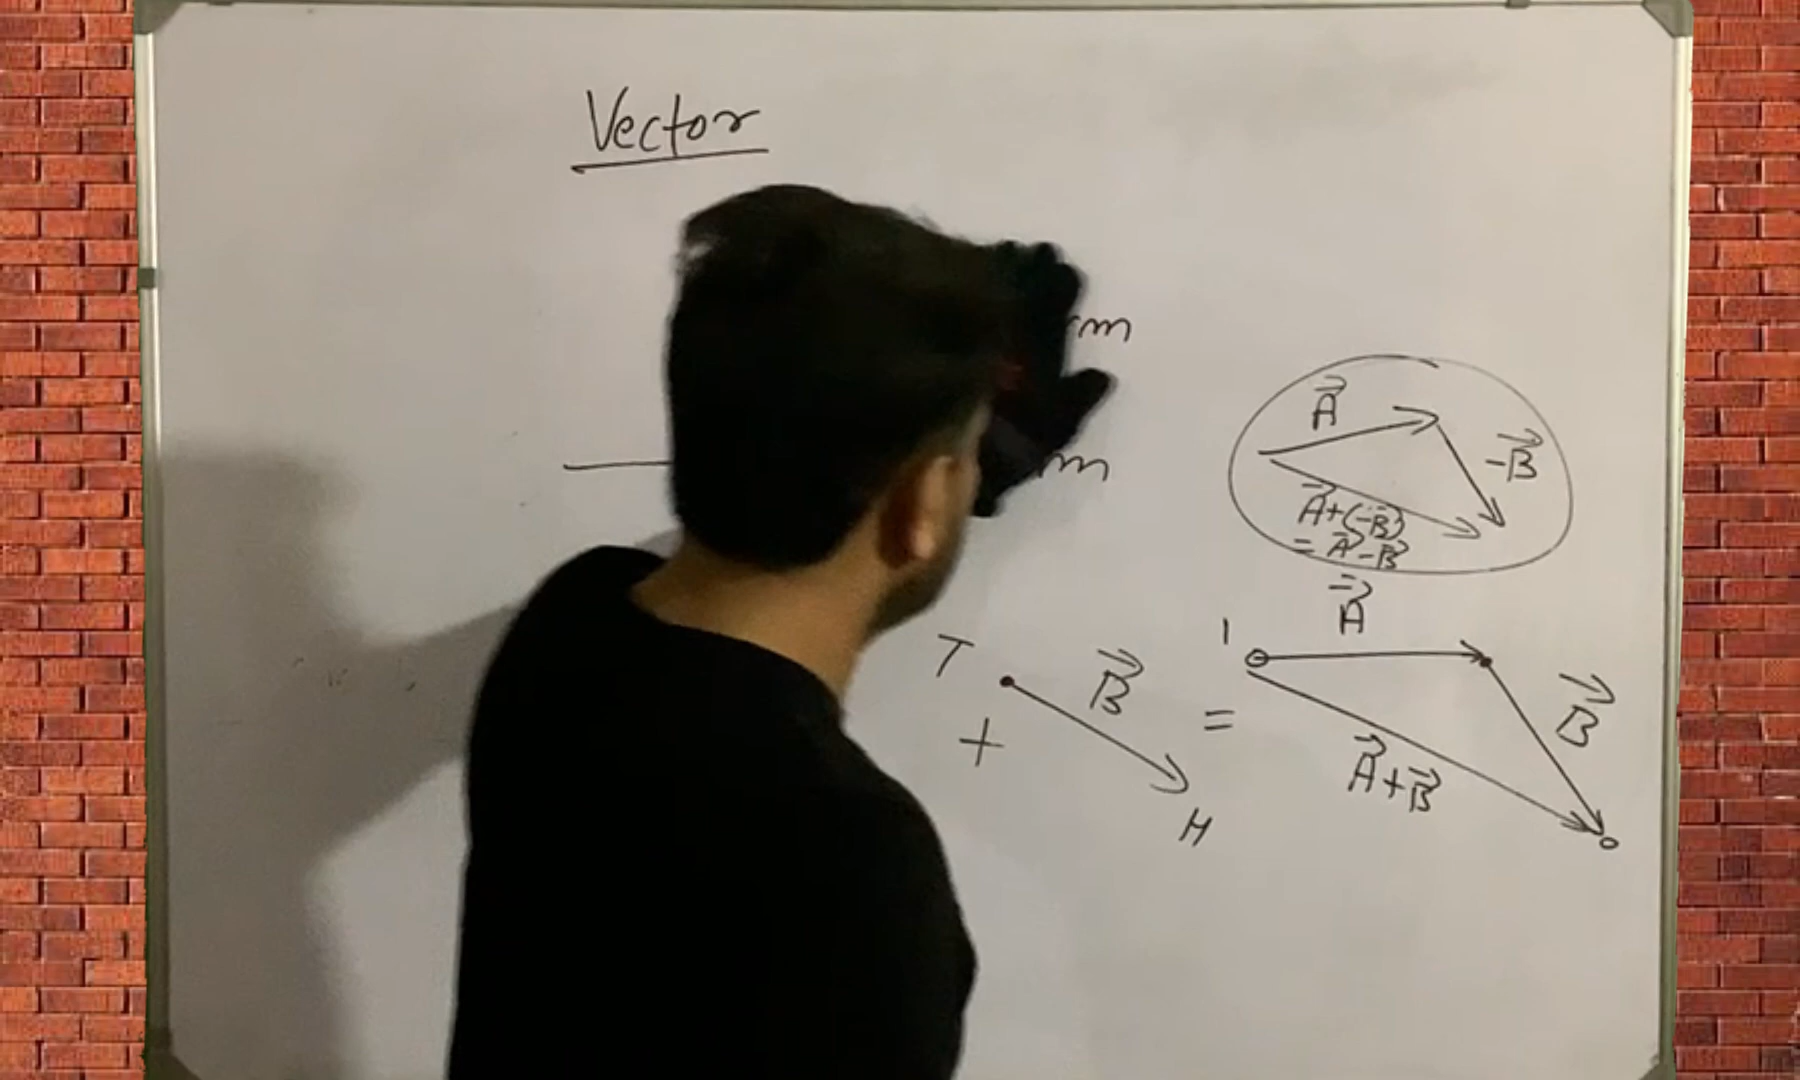 Vector
m
m
A⃗
-B⃗
A⃗+(-B⃗)
= A⃗-B⃗
A⃗
T
B⃗
+
H
=
B⃗
A⃗+B⃗